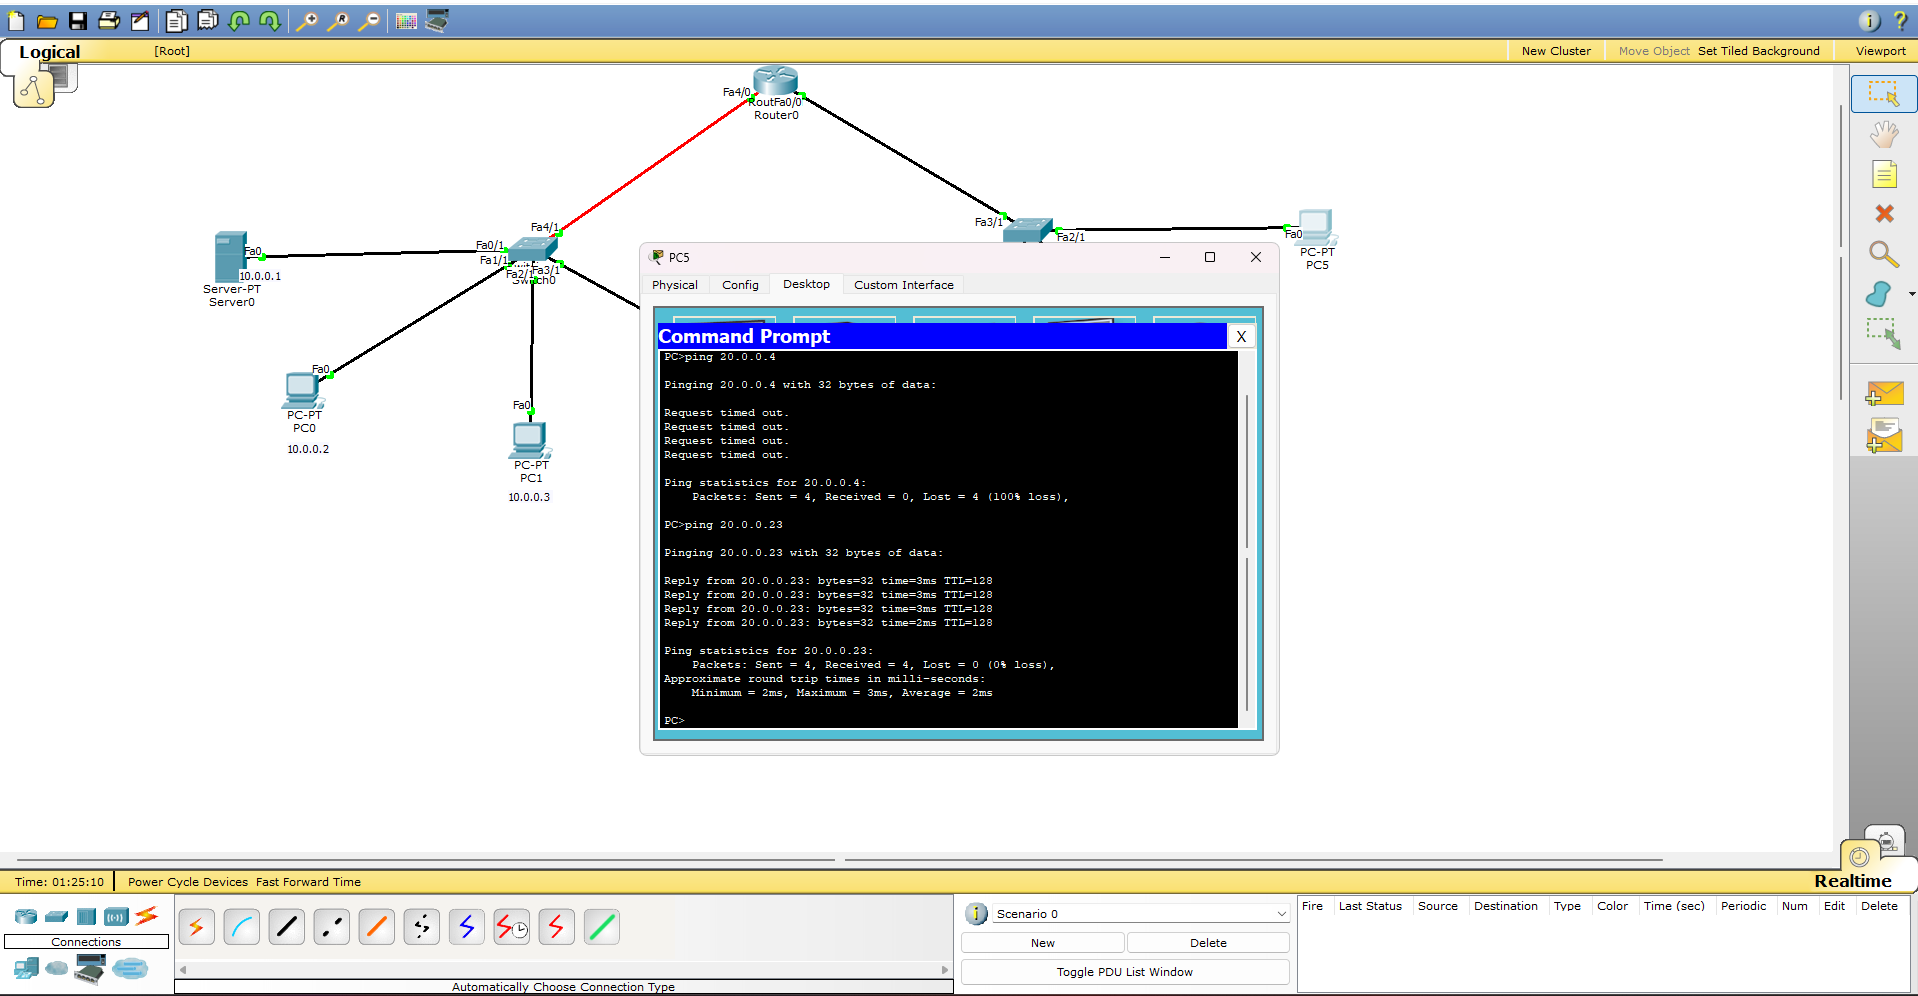 Logical
[Root]
New Cluster
Move Object
Set Tiled Background
Viewport
Fa4/0
Fa0/0
Router0
Fa4/1
Fa0/1
Fa1/1
Fa2/1
Fa3/1
Switch0
Fa0
10.0.0.1
Server-PT
Server0
Fa0
PC-PT
PC0
10.0.0.2
Fa0
PC-PT
PC1
10.0.0.3
Fa3/1
Fa2/1
Fa0
PC-PT
PC5
PC5
Physical
Config
Desktop
Custom Interface
Command Prompt
X
PC>ping 20.0.0.4
Pinging 20.0.0.4 with 32 bytes of data:
Request timed out.
Request timed out.
Request timed out.
Request timed out.
Ping statistics for 20.0.0.4:
Packets: Sent = 4, Received = 0, Lost = 4 (100% loss),
PC>ping 20.0.0.23
Pinging 20.0.0.23 with 32 bytes of data:
Reply from 20.0.0.23: bytes=32 time=3ms TTL=128
Reply from 20.0.0.23: bytes=32 time=3ms TTL=128
Reply from 20.0.0.23: bytes=32 time=3ms TTL=128
Reply from 20.0.0.23: bytes=32 time=2ms TTL=128
Ping statistics for 20.0.0.23:
Packets: Sent = 4, Received = 4, Lost = 0 (0% loss),
Approximate round trip times in milli-seconds:
Minimum = 2ms, Maximum = 3ms, Average = 2ms
PC>
Time: 01:25:10
Power Cycle Devices
Fast Forward Time
Realtime
Connections
Automatically Choose Connection Type
Scenario 0
New
Delete
Toggle PDU List Window
Fire
Last Status
Source
Destination
Type
Color
Time (sec)
Periodic
Num
Edit
Delete